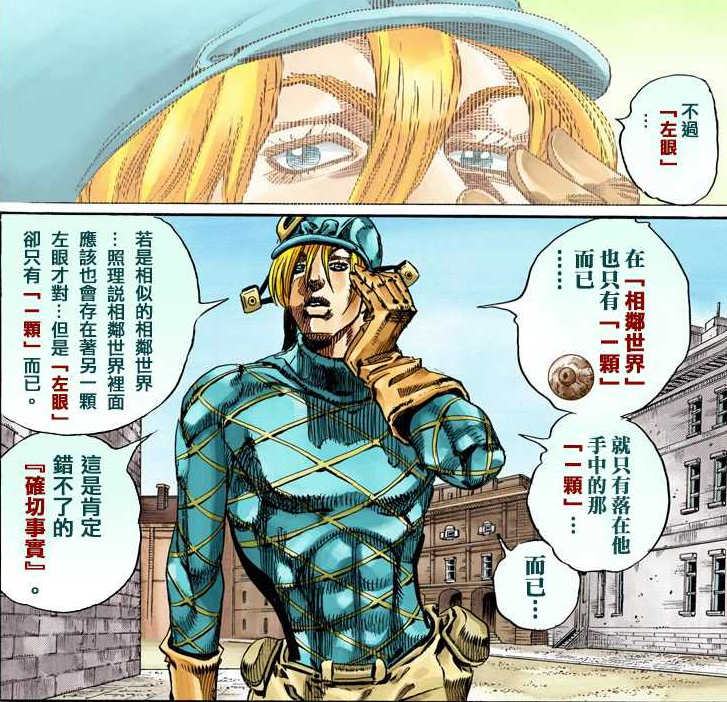 不過
「左眼」
…
在「相鄰世界」
也只有「一顆」
而已
……
就只有落在他
手中的那
「一顆」…
而已…
若是相似的相鄰世界
…照理説相鄰世界裡面
應該也會存在著另一顆
左眼才對…但是「左眼」
卻只有「一顆」而已。
這是肯定
錯不了的
『確切事實』。